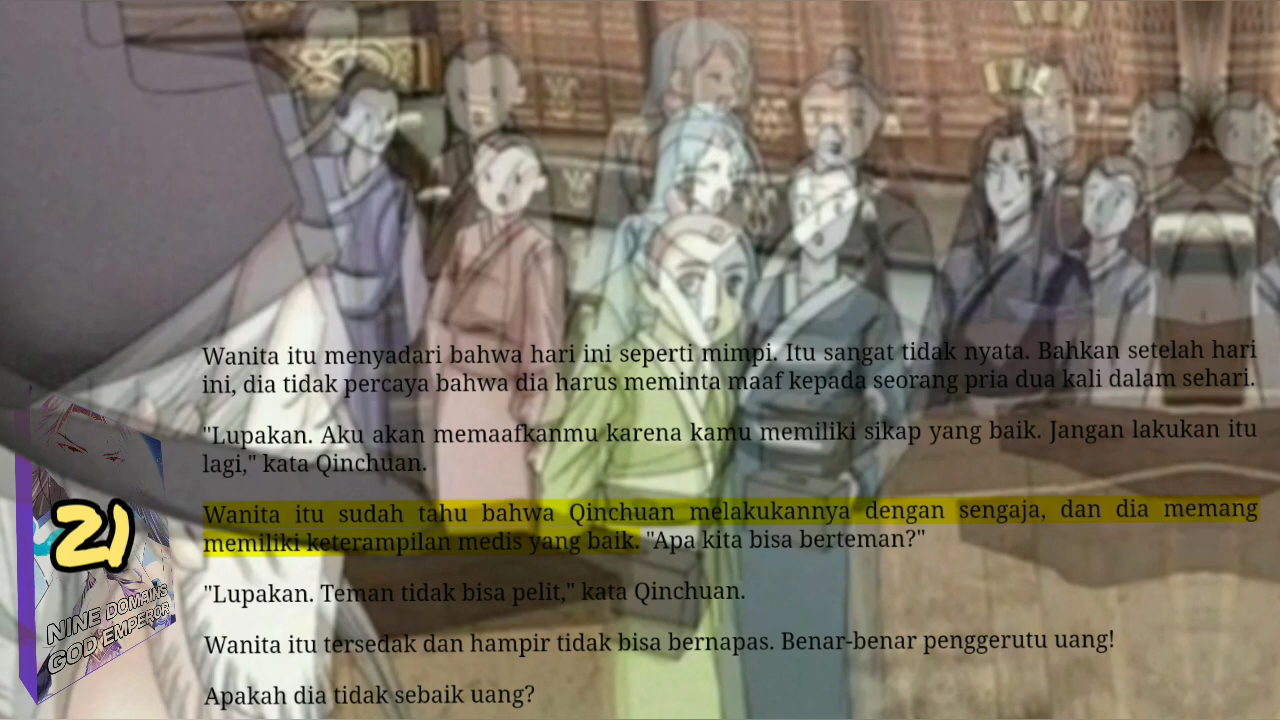 Wanita itu menyadari bahwa hari ini seperti mimpi. Itu sangat tidak nyata. Bahkan setelah hari
ini, dia tidak percaya bahwa dia harus meminta maaf kepada seorang pria dua kali dalam sehari.
"Lupakan. Aku akan memaafkanmu karena kamu memiliki sikap yang baik. Jangan lakukan itu
lagi," kata Qinchuan.
Wanita itu sudah tahu bahwa Qinchuan melakukannya dengan sengaja, dan dia memang
memiliki keterampilan medis yang baik. "Apa kita bisa berteman?"
"Lupakan. Teman tidak bisa pelit," kata Qinchuan.
Wanita itu tersedak dan hampir tidak bisa bernapas. Benar-benar penggerutu uang!
Apakah dia tidak sebaik uang?
21
NINE DOMAINS
GOD EMPEROR